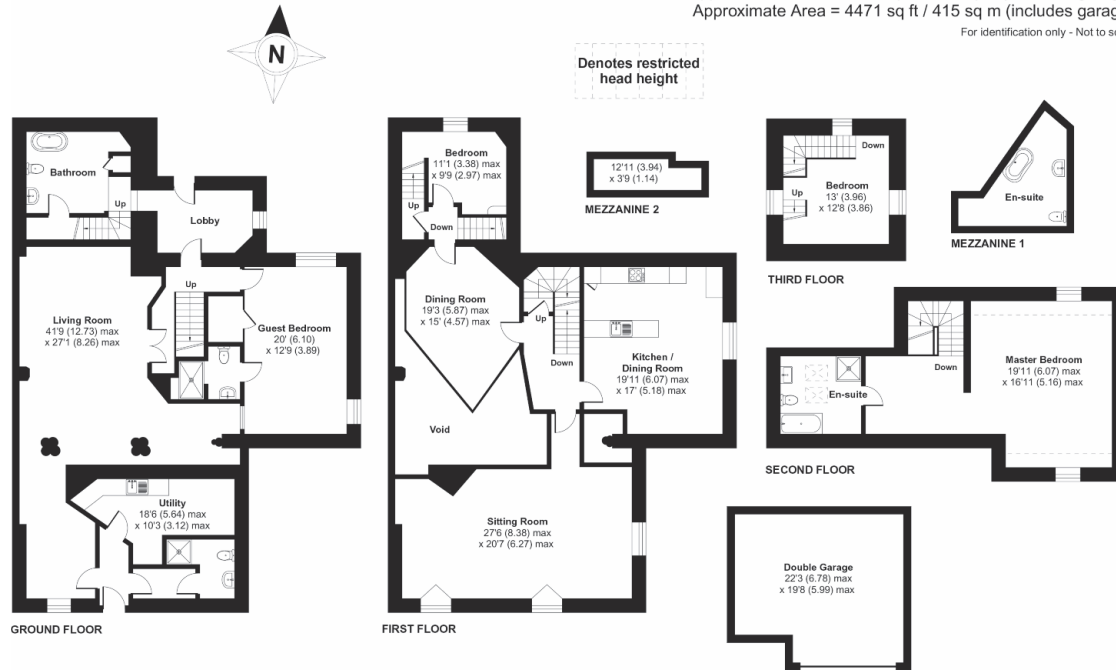 Approximate Area = 4471 sq ft / 415 sq m (includes garag
For identification only - Not to sc
N
Denotes restricted
head height
Bathroom
Up
Lobby
Up
Living Room
41'9 (12.73) max
x 27'1 (8.26) max
Guest Bedroom
20' (6.10)
x 12'9 (3.89)
Utility
18'6 (5.64) max
x 10'3 (3.12) max
GROUND FLOOR
Bedroom
11'1 (3.38) max
x 9'9 (2.97) max
Up
Down
Dining Room
19'3 (5.87) max
x 15' (4.57) max
Up
Down
Kitchen /
Dining Room
19'11 (6.07) max
x 17' (5.18) max
Void
Sitting Room
27'6 (8.38) max
x 20'7 (6.27) max
FIRST FLOOR
12'11 (3.94)
x 3'9 (1.14)
MEZZANINE 2
Down
Up
Bedroom
13' (3.96)
x 12'8 (3.86)
THIRD FLOOR
En-suite
MEZZANINE 1
Down
Master Bedroom
19'11 (6.07) max
x 16'11 (5.16) max
En-suite
SECOND FLOOR
Double Garage
22'3 (6.78) max
x 19'8 (5.99) max